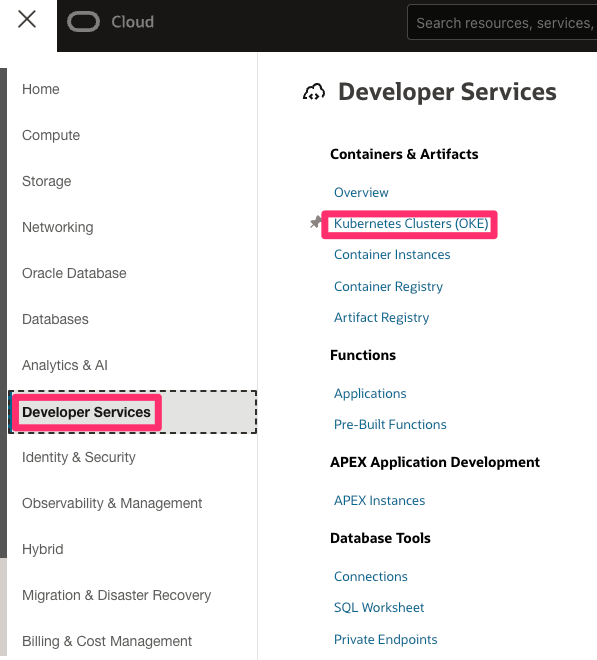 Cloud
Search resources, services,
Home
Compute
Storage
Networking
Oracle Database
Databases
Analytics & AI
Developer Services
Identity & Security
Observability & Management
Hybrid
Migration & Disaster Recovery
Billing & Cost Management
Developer Services
Containers & Artifacts
Overview
Kubernetes Clusters (OKE)
Container Instances
Container Registry
Artifact Registry
Functions
Applications
Pre-Built Functions
APEX Application Development
APEX Instances
Database Tools
Connections
SQL Worksheet
Private Endpoints